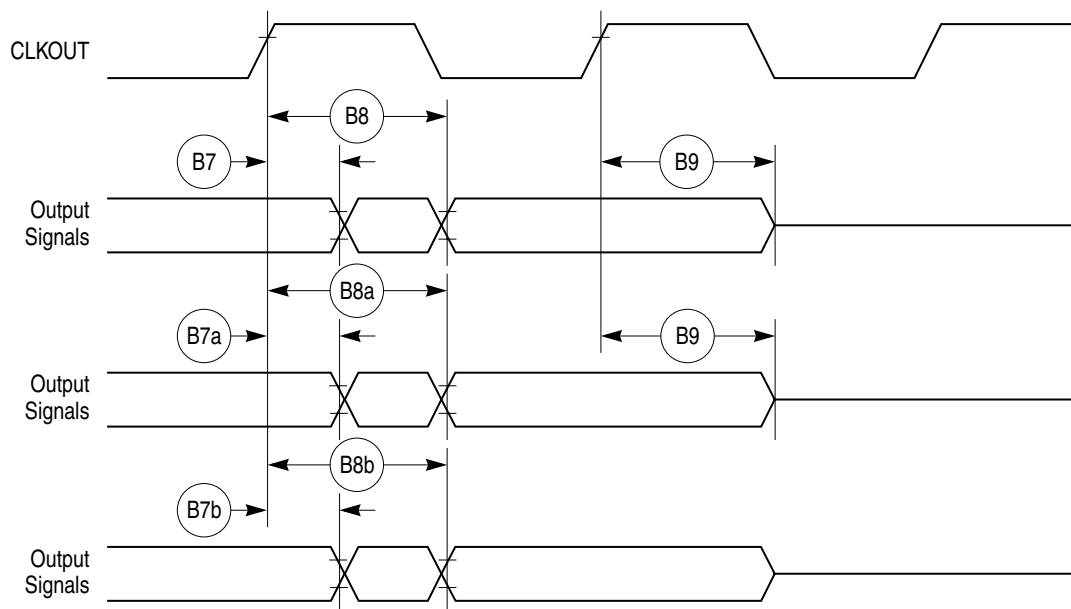 CLKOUT
B8
B7
B9
Output
Signals
B8a
B7a
B9
Output
Signals
B8b
B7b
Output
Signals